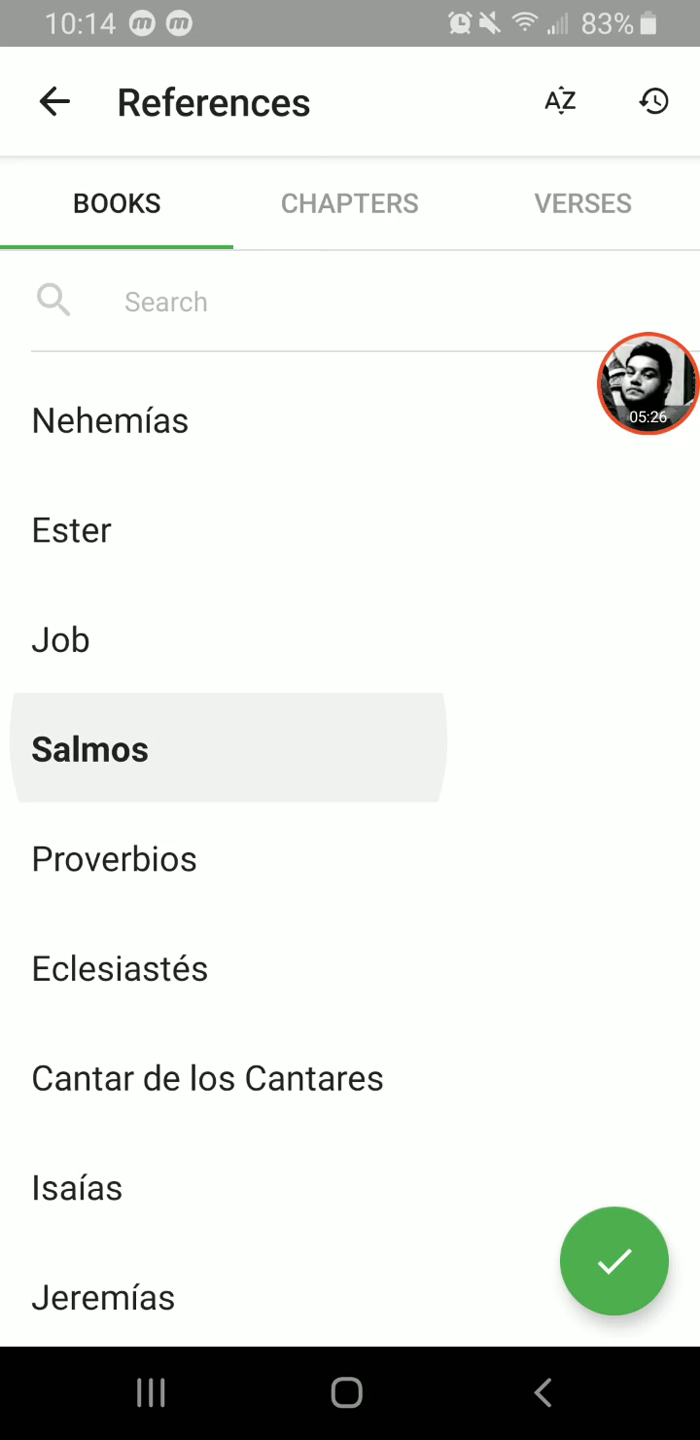 10:14 83%
References AZ
BOOKS CHAPTERS VERSES
Search
05:26
Nehemías
Ester
Job
Salmos
Proverbios
Eclesiastés
Cantar de los Cantares
Isaías
Jeremías